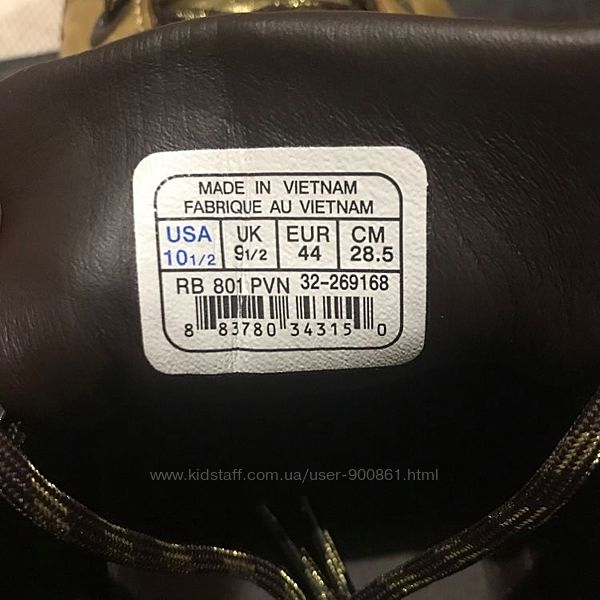 MADE IN VIETNAM
FABRIQUE AU VIETNAM
USA UK EUR CM
10 1/2 9 1/2 44 28.5
RB 801 PVN 32-269168
8 83780 34315 0
www.kidstaff.com.ua/user-900861.html